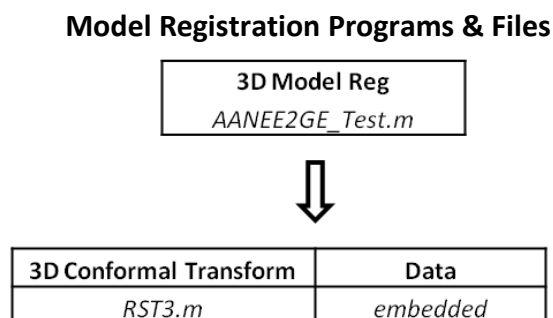 Model Registration Programs & Files
3D Model Reg
AANEE2GE_Test.m
3D Conformal Transform Data
RST3.m embedded